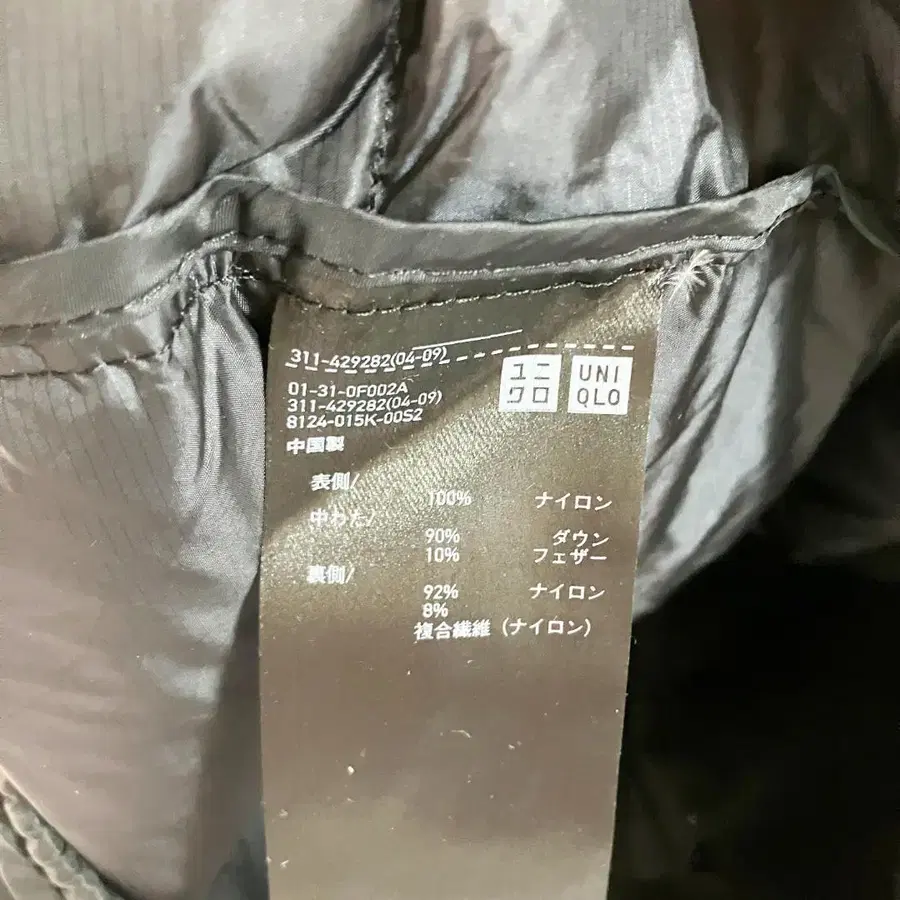 311-429282(04-09)
01-31-0F002A
311-429282(04-09)
8124-015K-00S2
中国製
ユニ
クロ
UNI
QLO
表側/
100% ナイロン
中わた/
90% ダウン
10% フェザー
裏側/
92% ナイロン
8%
複合繊維 (ナイロン)